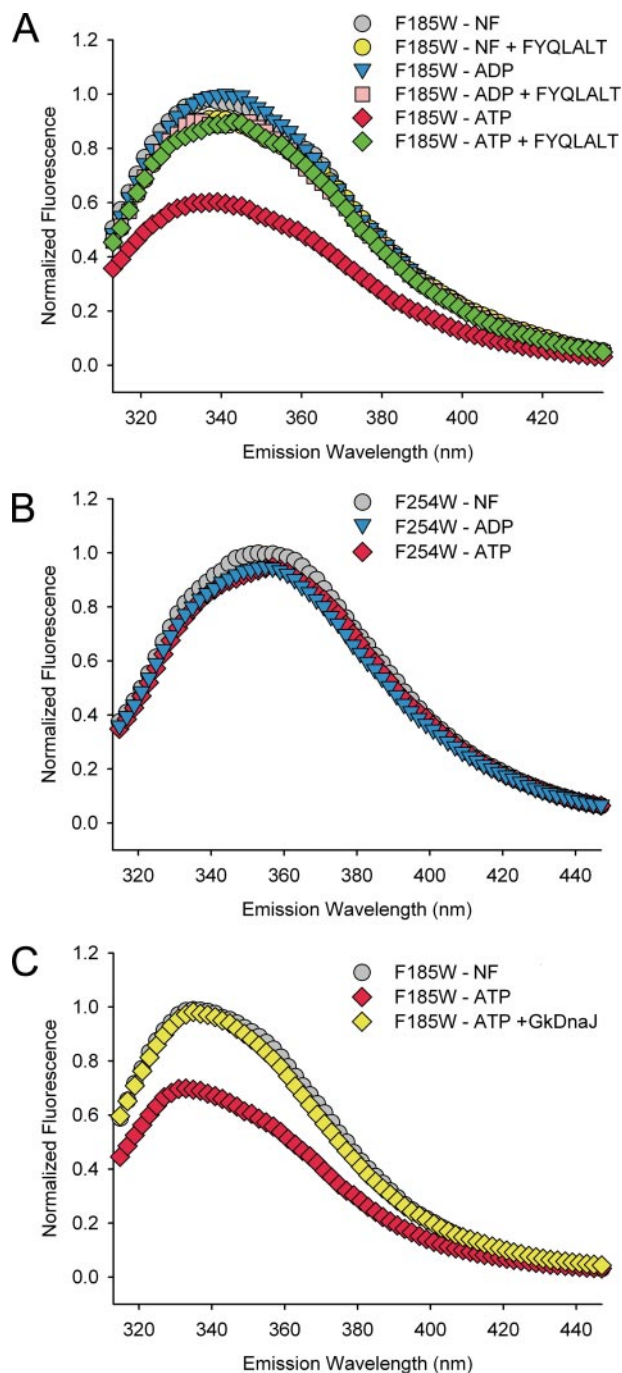 A
F185W - NF
F185W - NF + FYQLALT
F185W - ADP
F185W - ADP + FYQLALT
F185W - ATP
F185W - ATP + FYQLALT
1.2
1.0
0.8
0.6
0.4
0.2
0.0
Normalized Fluorescence
320 340 360 380 400 420
Emission Wavelength (nm)
B
F254W - NF
F254W - ADP
F254W - ATP
1.2
1.0
0.8
0.6
0.4
0.2
0.0
Normalized Fluorescence
320 340 360 380 400 420 440
Emission Wavelength (nm)
C
F185W - NF
F185W - ATP
F185W - ATP +GkDnaJ
1.2
1.0
0.8
0.6
0.4
0.2
0.0
Normalized Fluorescence
320 340 360 380 400 420 440
Emission Wavelength (nm)